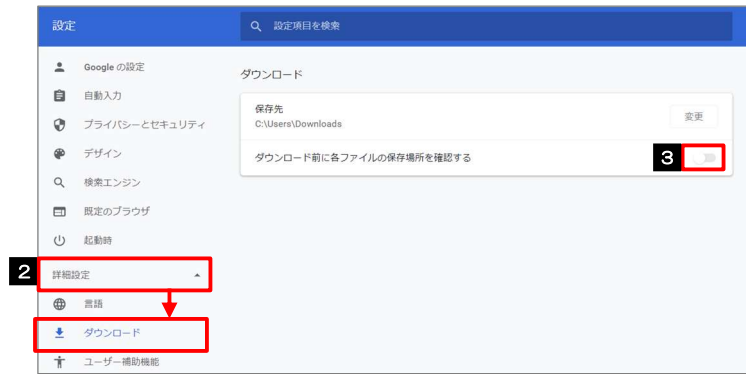 設定
設定項目を検索
Google の設定
自動入力
プライバシーとセキュリティ
デザイン
検索エンジン
既定のブラウザ
起動時
2
詳細設定
言語
ダウンロード
ユーザー補助機能
ダウンロード
保存先
C:\Users\Downloads
変更
ダウンロード前に各ファイルの保存場所を確認する
3